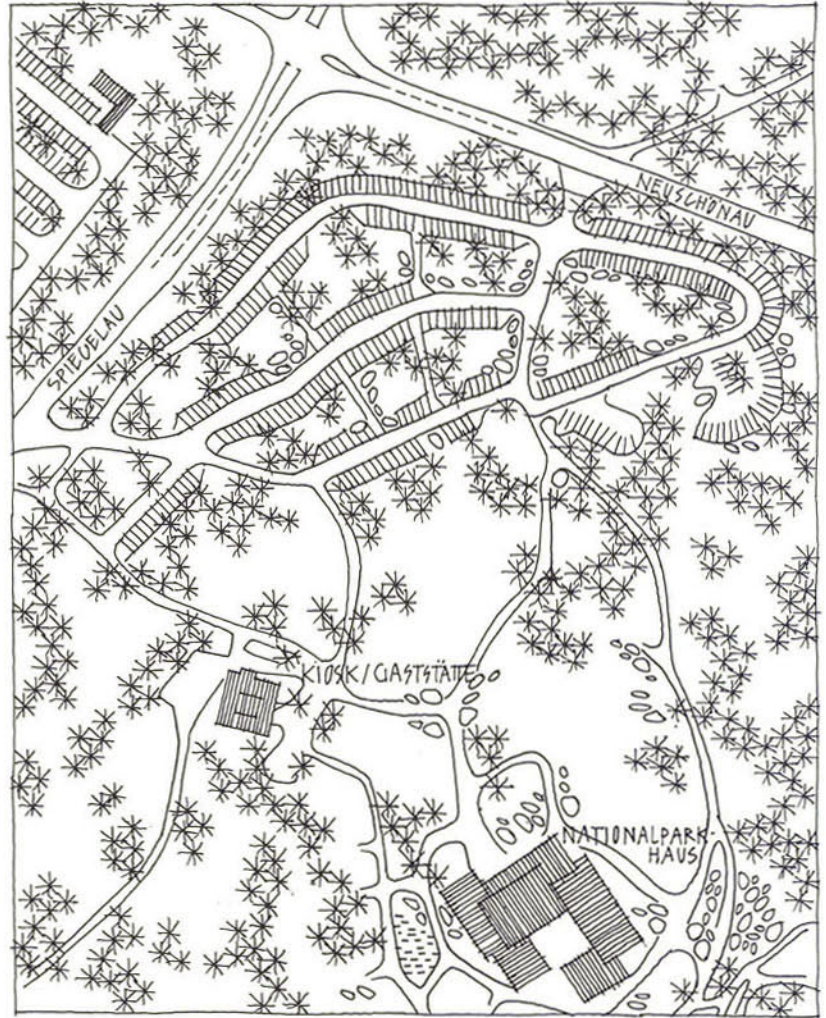 NEUSCHÖNAU
SPIEGELAU
KIOSK/GASTSTÄTTE
NATIONALPARK-
HAUS